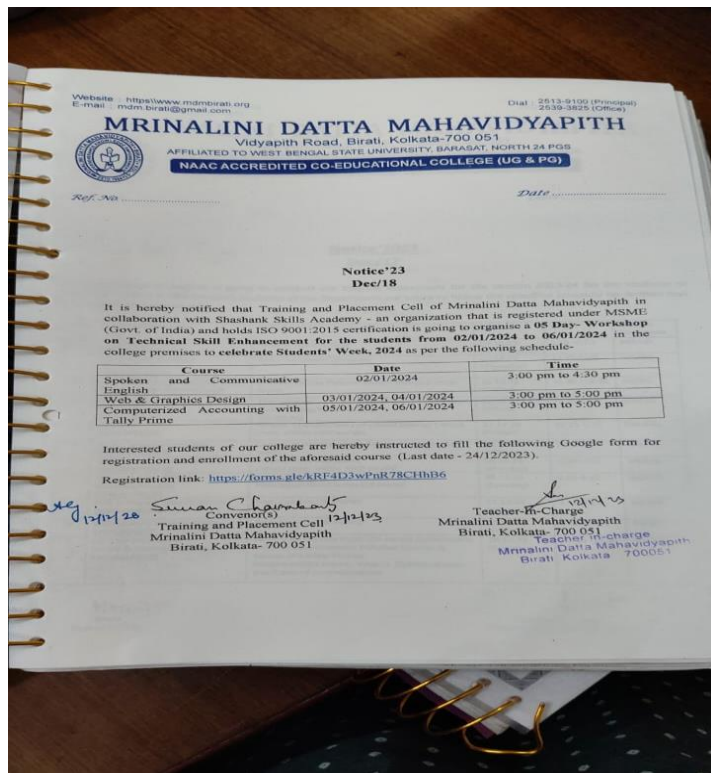 Website : https\\www.mdmbirati.org
E-mail : mdm.birati@gmail.com
Dial : 2513-9100 (Principal)
2539-3825 (Office)
MRINALINI DATTA MAHAVIDYAPITH
Vidyapith Road, Birati, Kolkata-700 051
AFFILIATED TO WEST BENGAL STATE UNIVERSITY, BARASAT, NORTH 24 PGS
NAAC ACCREDITED CO-EDUCATIONAL COLLEGE (UG & PG)
Ref. No. ............................
Date ................................
Notice'23
Dec/18
It is hereby notified that Training and Placement Cell of Mrinalini Datta Mahavidyapith in
collaboration with Shashank Skills Academy - an organization that is registered under MSME
(Govt. of India) and holds ISO 9001:2015 certification is going to organise a 05 Day- Workshop
on Technical Skill Enhancement for the students from 02/01/2024 to 06/01/2024 in the
college premises to celebrate Students' Week, 2024 as per the following schedule-
Course Date Time
Spoken and Communicative 02/01/2024 3:00 pm to 4:30 pm
English
Web & Graphics Design 03/01/2024, 04/01/2024 3:00 pm to 5:00 pm
Computerized Accounting with 05/01/2024, 06/01/2024 3:00 pm to 5:00 pm
Tally Prime
Interested students of our college are hereby instructed to fill the following Google form for
registration and enrollment of the aforesaid course (Last date - 24/12/2023).
Registration link: https://forms.gle/kRF4D3wPnR78CHhB6
12/12/23
Suman Chakraborty
12/12/23
Convenor(s)
Training and Placement Cell
Mrinalini Datta Mahavidyapith
Birati, Kolkata- 700 051
12/12/23
Teacher-In-Charge
Mrinalini Datta Mahavidyapith
Birati, Kolkata- 700 051
Teacher in-charge
Mrinalini Datta Mahavidyapith
Birati Kolkata 700051